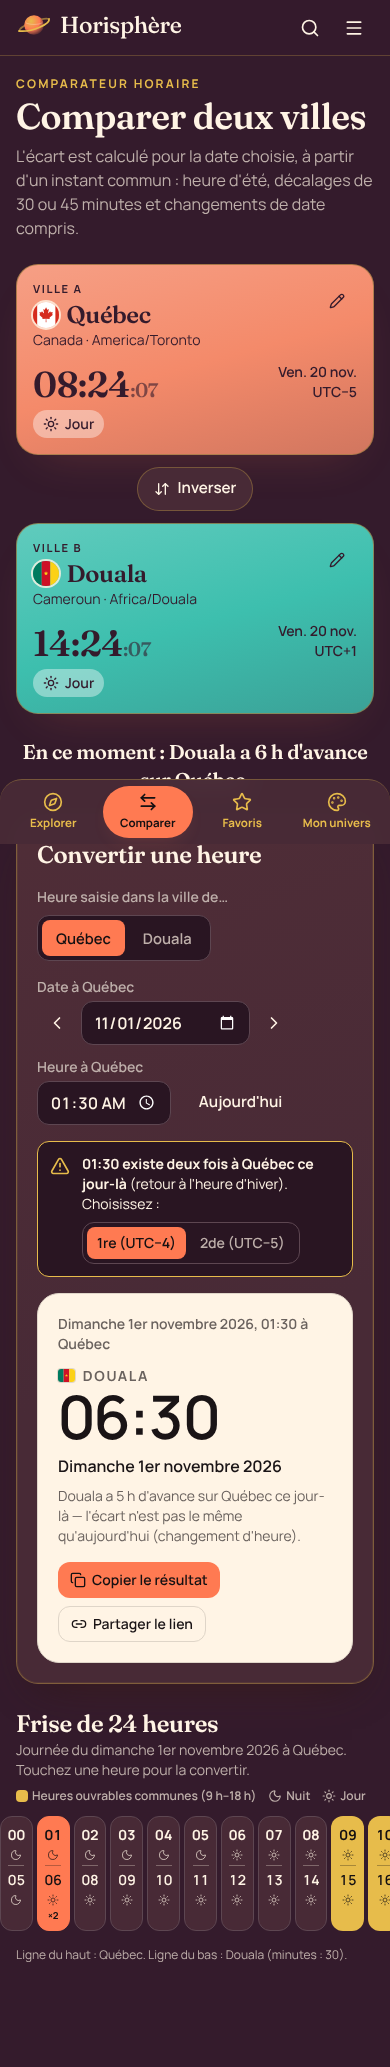 Horisphère
COMPARATEUR HORAIRE
Comparer deux villes
L'écart est calculé pour la date choisie, à partir
d'un instant commun : heure d'été, décalages de
30 ou 45 minutes et changements de date
compris.
VILLE A
Québec
Canada · America/Toronto
08:24:07
Ven. 20 nov.
UTC−5
Jour
Inverser
VILLE B
Douala
Cameroun · Africa/Douala
14:24:07
Ven. 20 nov.
UTC+1
Jour
En ce moment : Douala a 6 h d'avance
sur Québec
Explorer
Comparer
Favoris
Mon univers
Convertir une heure
Heure saisie dans la ville de…
Québec
Douala
Date à Québec
11/01/2026
Heure à Québec
01:30 AM
Aujourd'hui
01:30 existe deux fois à Québec ce
jour-là (retour à l'heure d'hiver).
Choisissez :
1re (UTC−4)
2de (UTC−5)
Dimanche 1er novembre 2026, 01:30 à
Québec
DOUALA
06:30
Dimanche 1er novembre 2026
Douala a 5 h d'avance sur Québec ce jour-
là — l'écart n'est pas le même
qu'aujourd'hui (changement d'heure).
Copier le résultat
Partager le lien
Frise de 24 heures
Journée du dimanche 1er novembre 2026 à Québec.
Touchez une heure pour la convertir.
Heures ouvrables communes (9 h–18 h)
Nuit
Jour
00 01 02 03 04 05 06 07 08 09 10
05 06 08 09 10 11 12 13 14 15 16
×2
Ligne du haut : Québec. Ligne du bas : Douala (minutes : 30).